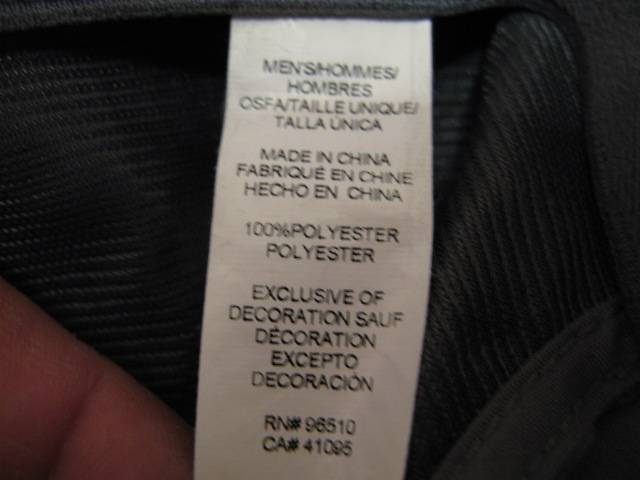 MEN'S/HOMMES/
HOMBRES
OSFA/TAILLE UNIQUE/
TALLA ÚNICA
MADE IN CHINA
FABRIQUÉ EN CHINE
HECHO EN CHINA
100%POLYESTER
POLYESTER
EXCLUSIVE OF
DECORATION SAUF
DÉCORATION
EXCEPTO
DECORACIÓN
RN# 96510
CA# 41095